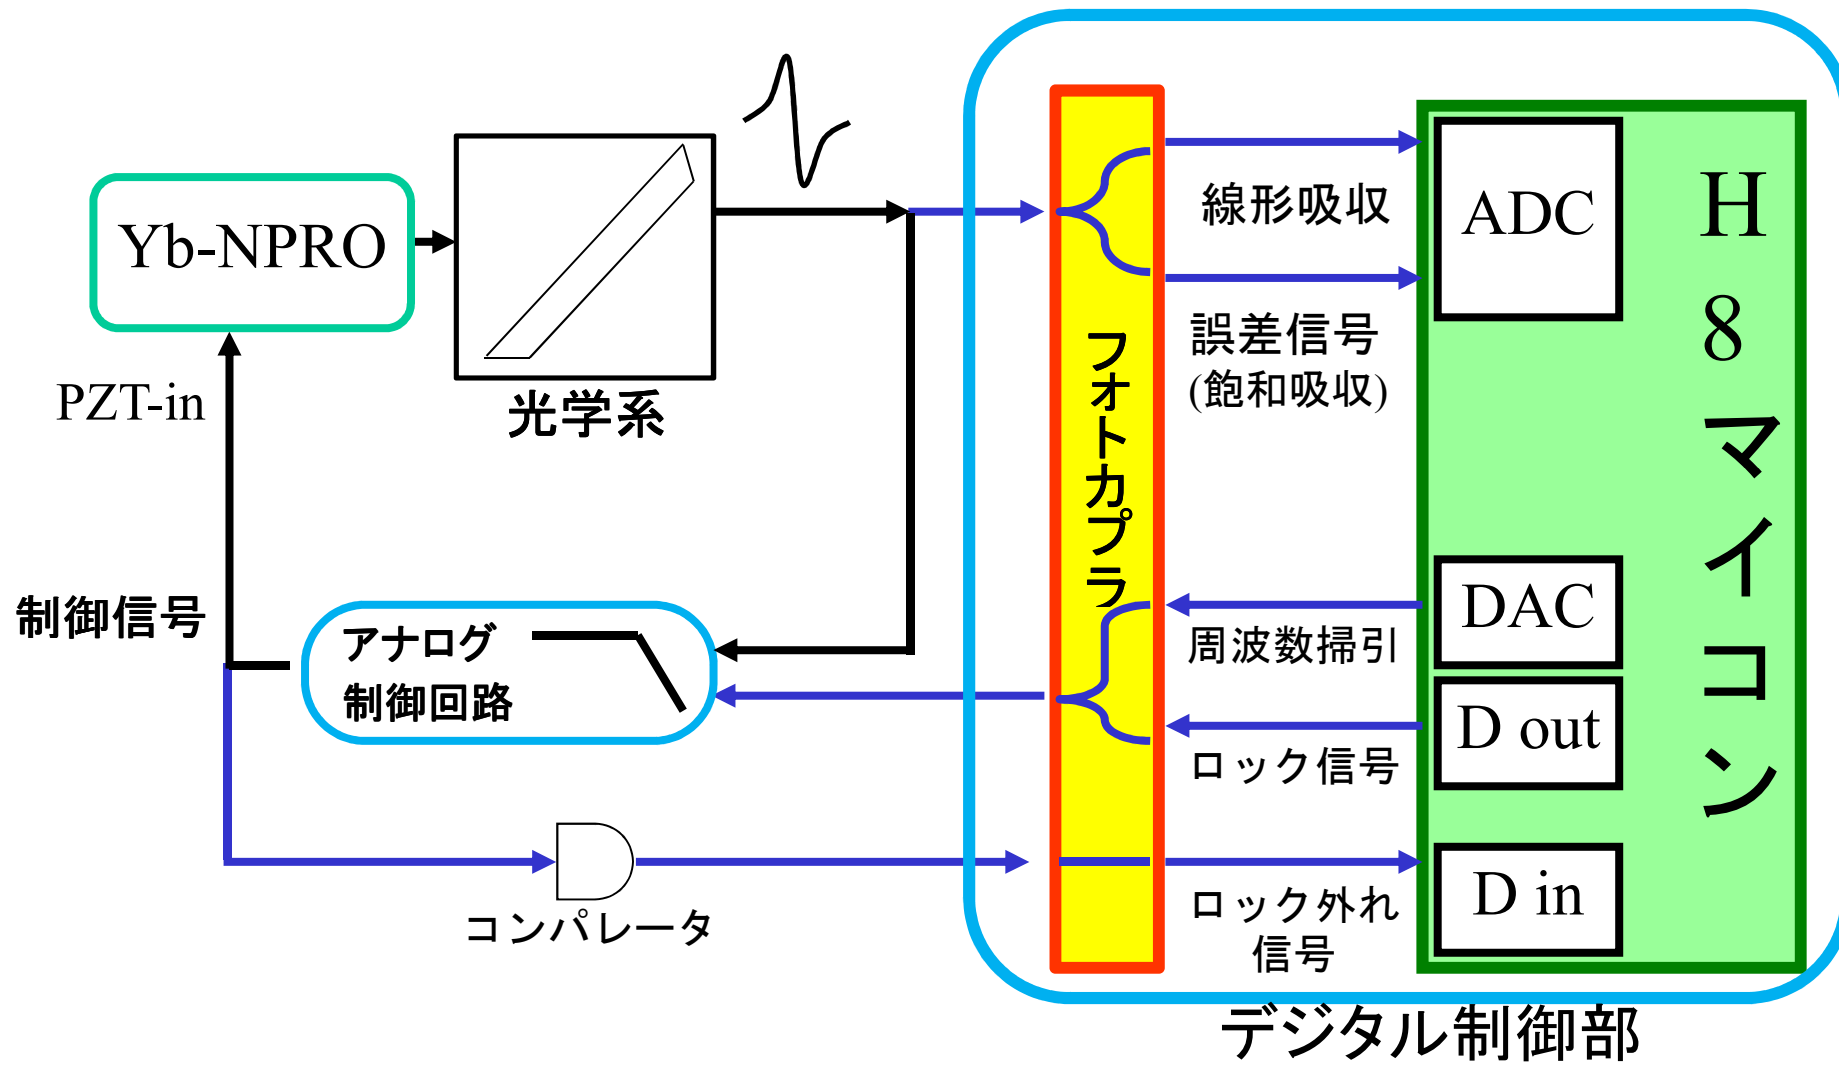 Yb-NPRO
PZT-in
光学系
制御信号
アナログ
制御回路
コンパレータ
フォトカプラ
線形吸収
誤差信号
(飽和吸収)
周波数掃引
ロック信号
ロック外れ
信号
ADC
DAC
D out
D in
H8マイコン
デジタル制御部